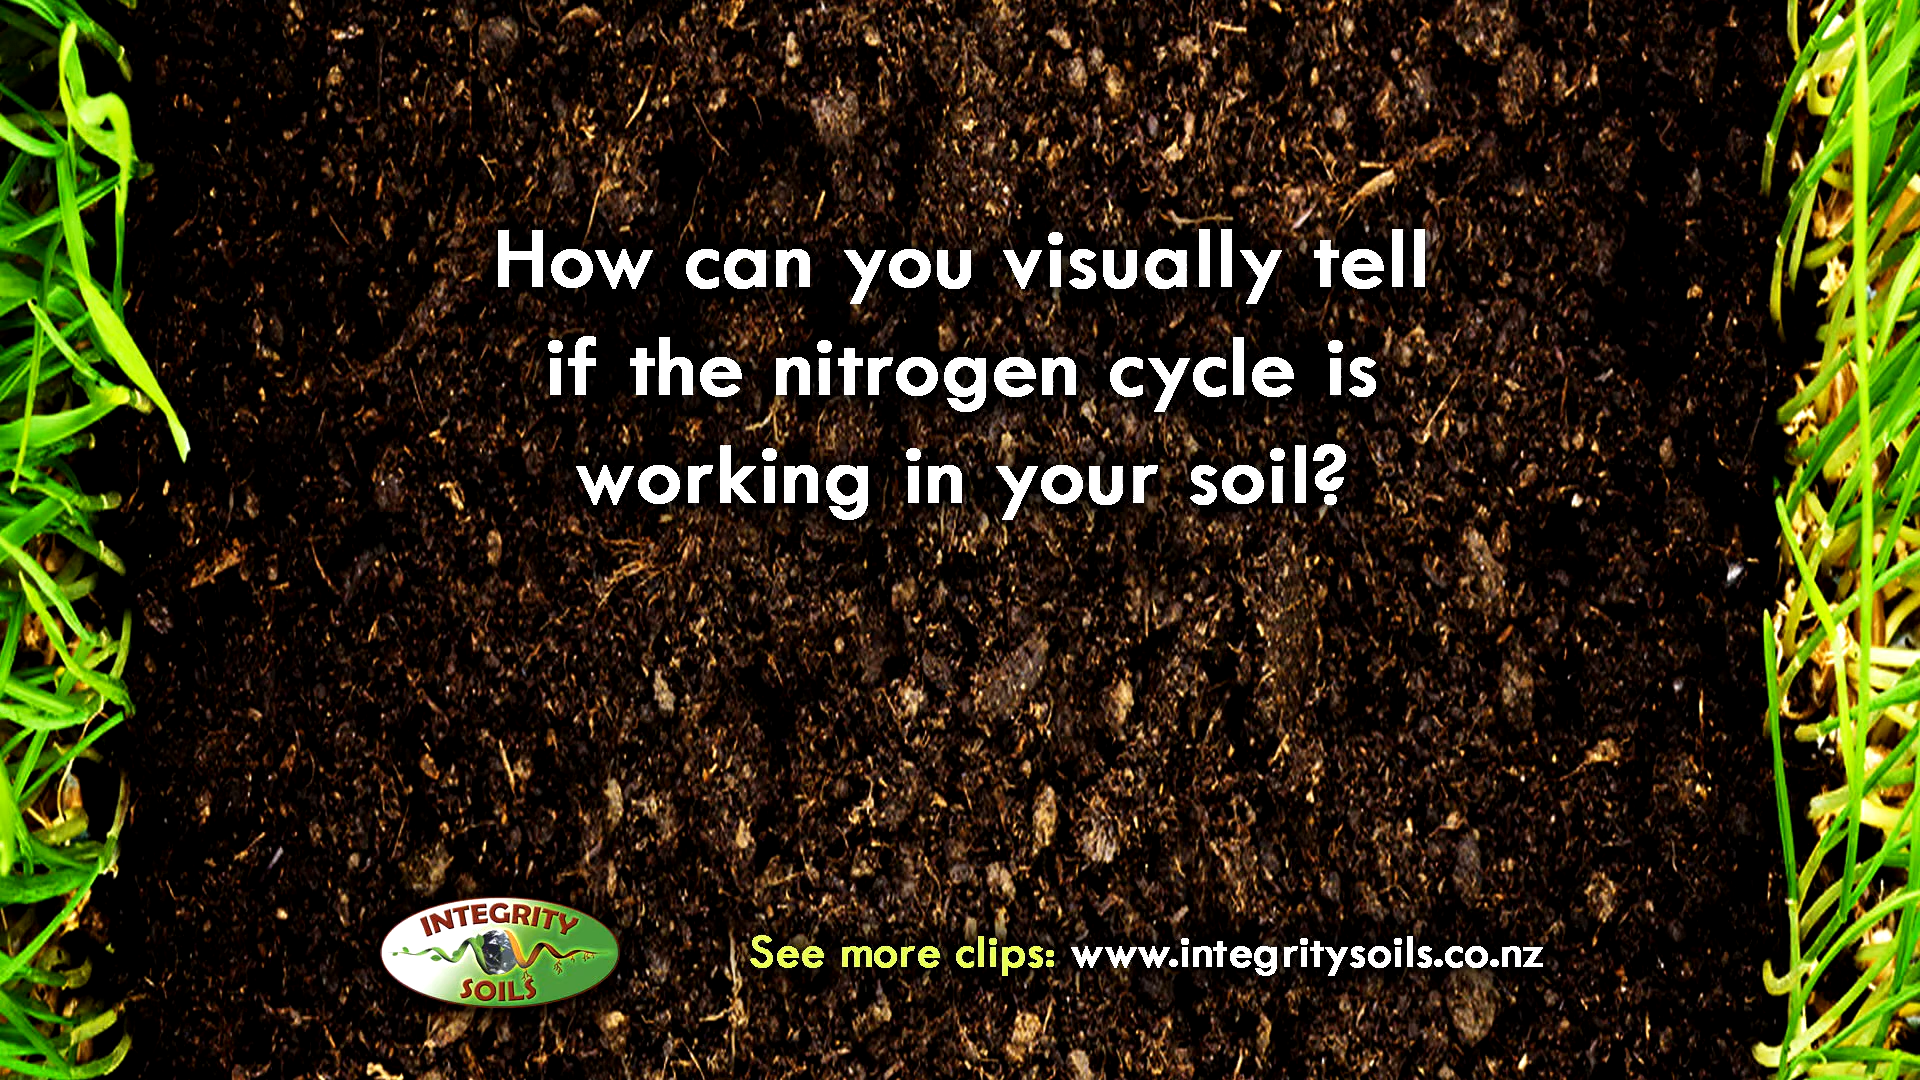 How can you visually tell
if the nitrogen cycle is
working in your soil?
INTEGRITY
SOILS
See more clips: www.integritysoils.co.nz